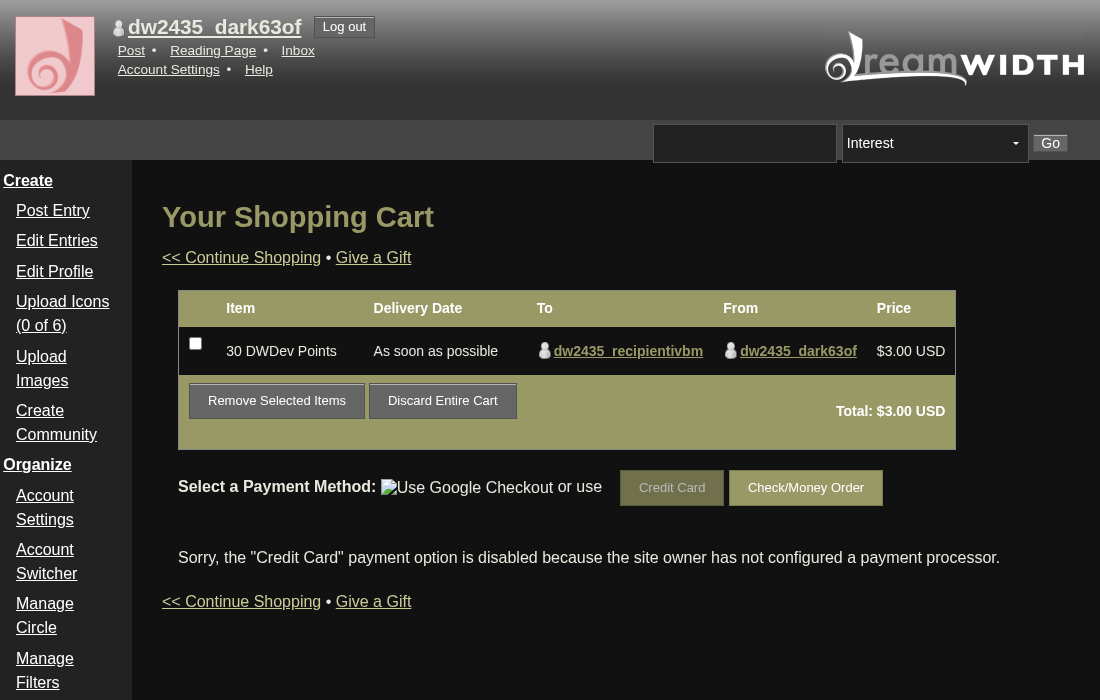 dw2435_dark63of Log out
Post • Reading Page • Inbox
Account Settings • Help
dreamwidth
Interest Go
Create
Post Entry
Edit Entries
Edit Profile
Upload Icons
(0 of 6)
Upload
Images
Create
Community
Organize
Account
Settings
Account
Switcher
Manage
Circle
Manage
Filters
Your Shopping Cart
<< Continue Shopping • Give a Gift
Item Delivery Date To From Price
30 DWDev Points As soon as possible dw2435_recipientivbm dw2435_dark63of $3.00 USD
Remove Selected Items Discard Entire Cart
Total: $3.00 USD
Select a Payment Method: Use Google Checkout or use Credit Card Check/Money Order
Sorry, the "Credit Card" payment option is disabled because the site owner has not configured a payment processor.
<< Continue Shopping • Give a Gift